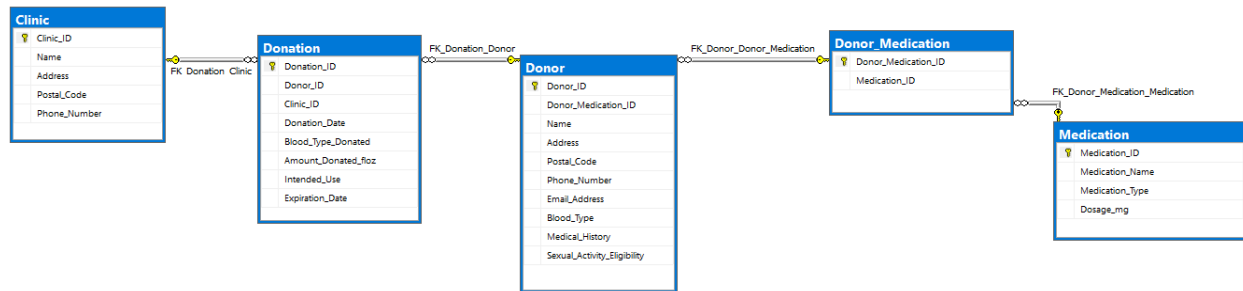 Clinic
Clinic_ID
Name
Address
Postal_Code
Phone_Number
FK_Donation_Clinic
Donation
Donation_ID
Donor_ID
Clinic_ID
Donation_Date
Blood_Type_Donated
Amount_Donated_floz
Intended_Use
Expiration_Date
FK_Donation_Donor
Donor
Donor_ID
Donor_Medication_ID
Name
Address
Postal_Code
Phone_Number
Email_Address
Blood_Type
Medical_History
Sexual_Activity_Eligibility
FK_Donor_Donor_Medication
Donor_Medication
Donor_Medication_ID
Medication_ID
FK_Donor_Medication_Medication
Medication
Medication_ID
Medication_Name
Medication_Type
Dosage_mg